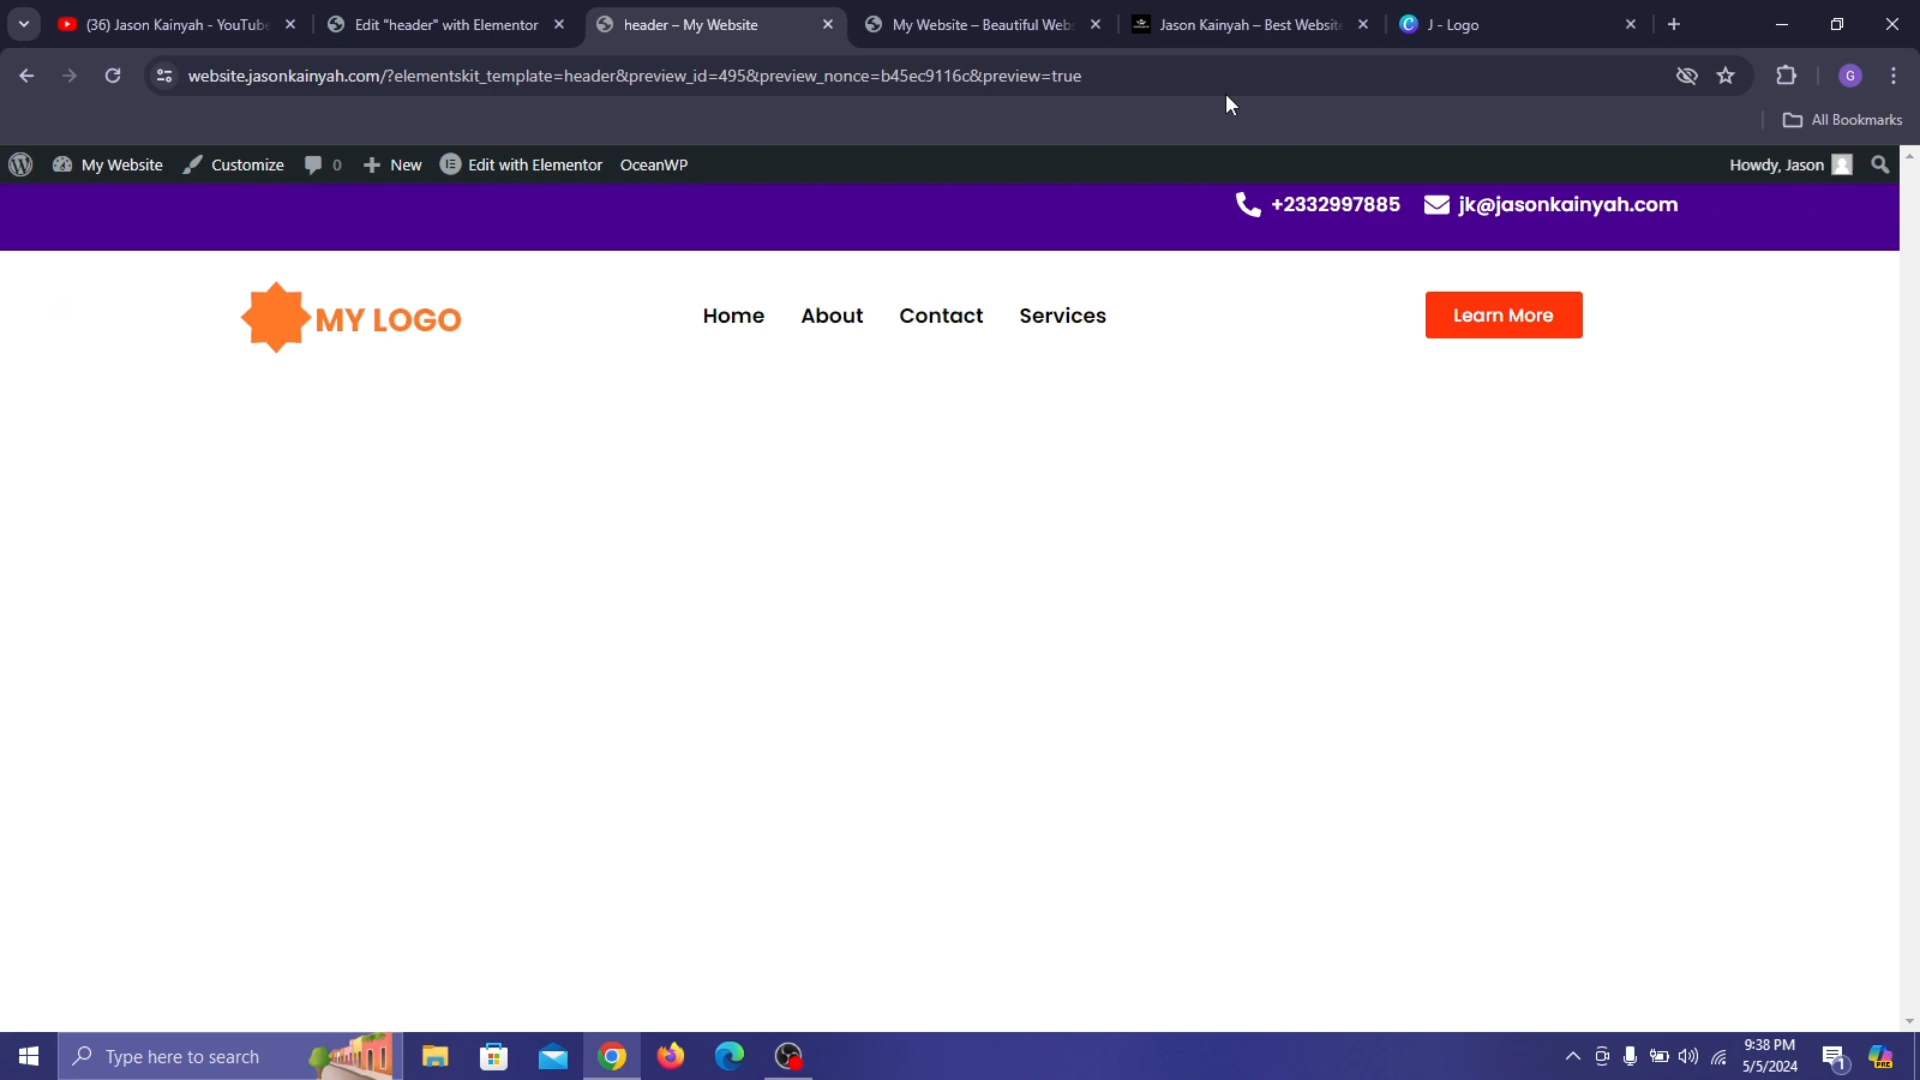 (36) Jason Kainyah - YouTube
Edit "header" with Elementor
header – My Website
My Website – Beautiful Web
Jason Kainyah – Best Website
J - Logo
website.jasonkainyah.com/?elementskit_template=header&preview_id=495&preview_nonce=b45ec9116c&preview=true
G
All Bookmarks
My Website
Customize
0
New
Edit with Elementor
OceanWP
Howdy, Jason
+2332997885
jk@jasonkainyah.com
MY LOGO
Home
About
Contact
Services
Learn More
Type here to search
9:38 PM
5/5/2024
1
PRE